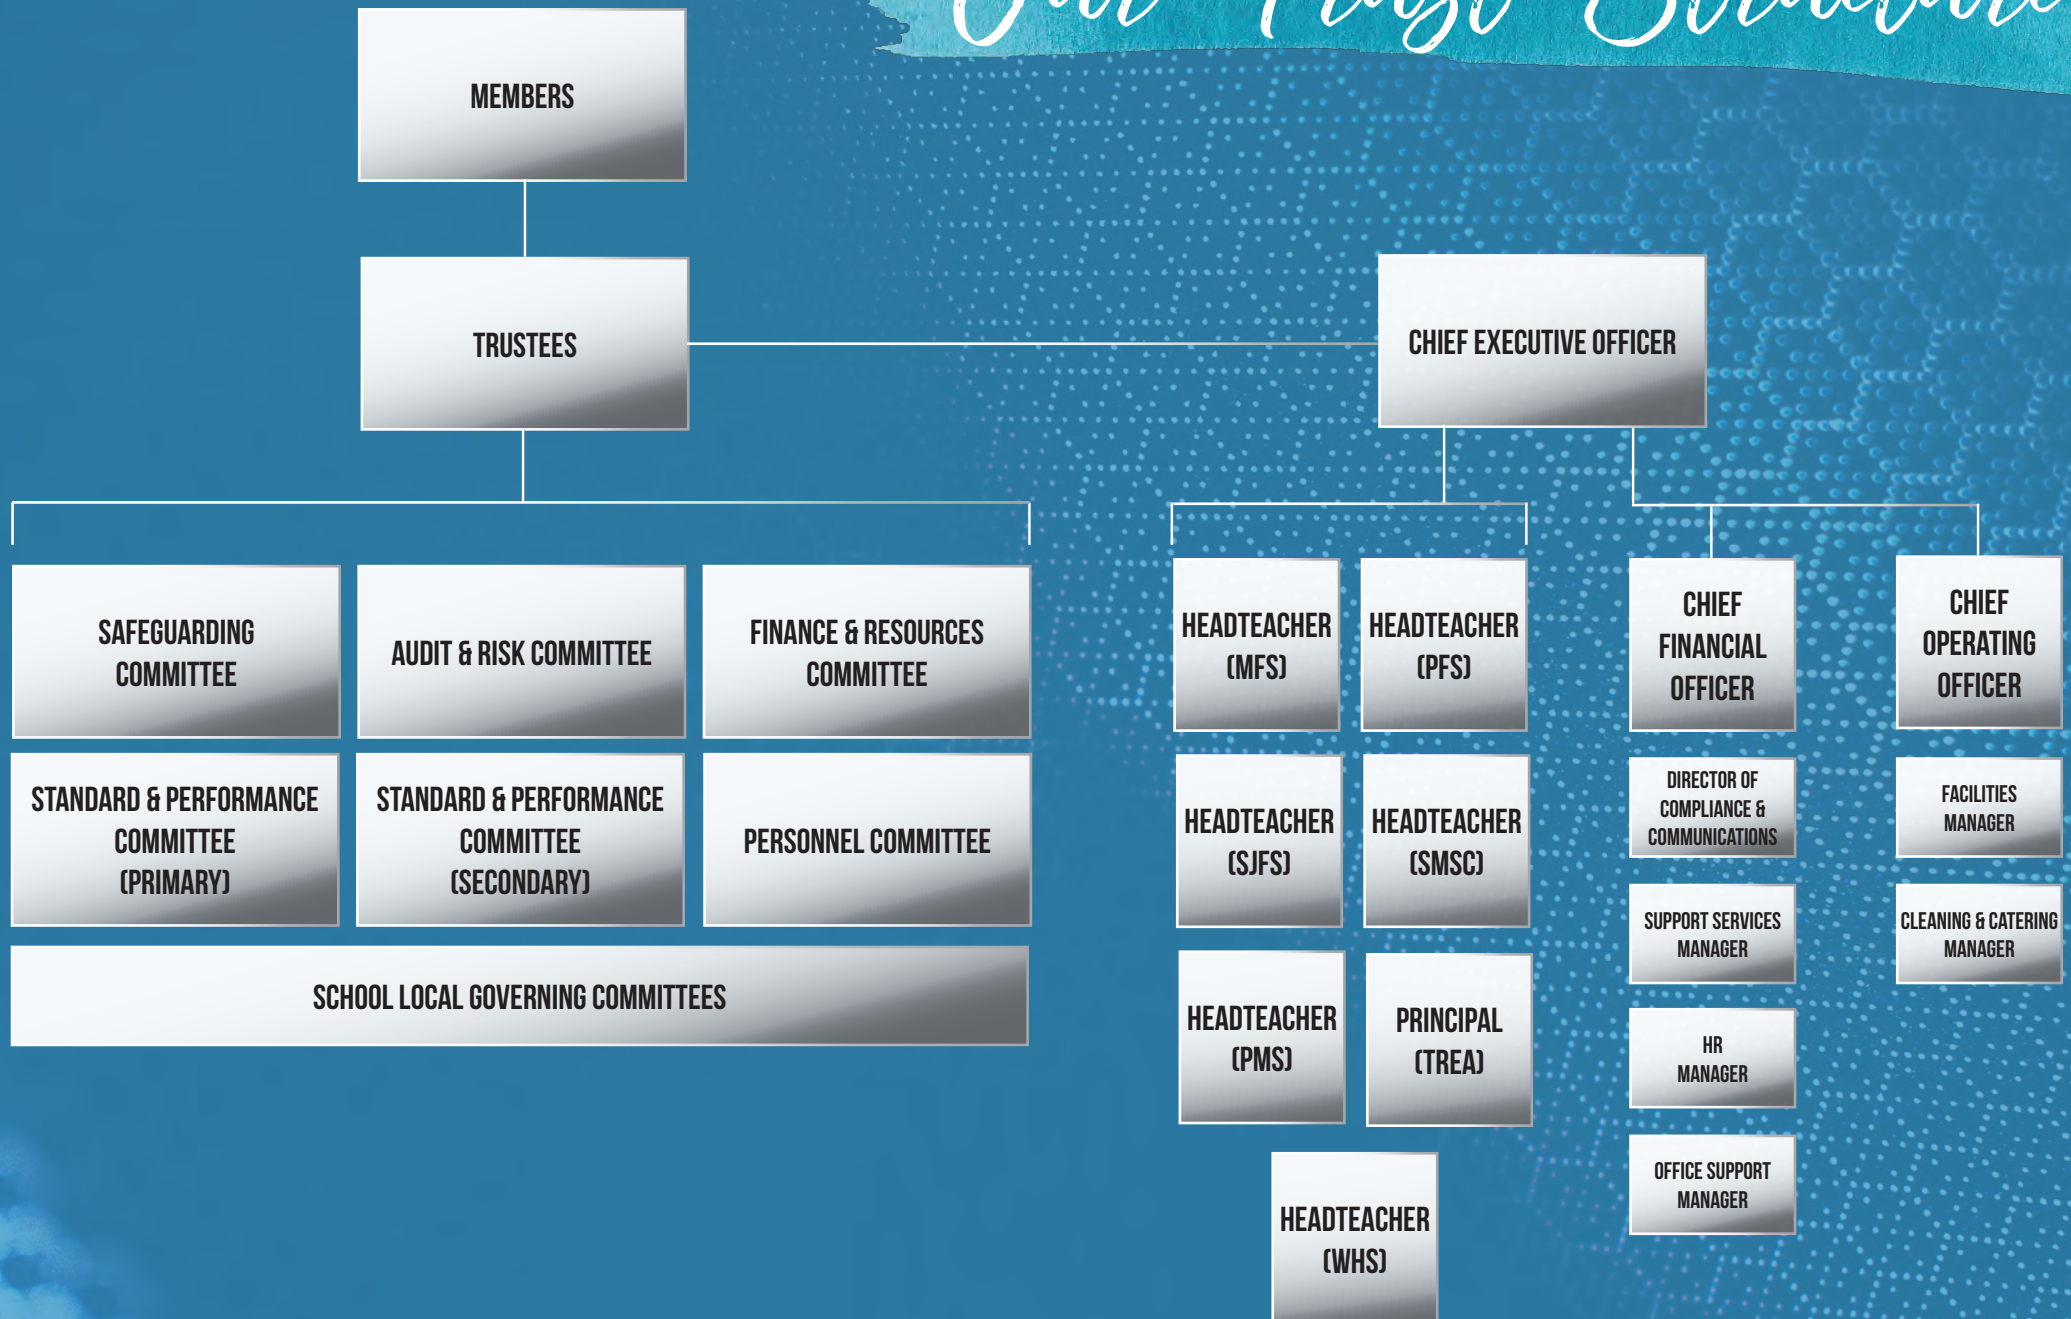 Our Trust Structure
MEMBERS
TRUSTEES
CHIEF EXECUTIVE OFFICER
SAFEGUARDING
COMMITTEE
AUDIT & RISK COMMITTEE
FINANCE & RESOURCES
COMMITTEE
STANDARD & PERFORMANCE
COMMITTEE
(PRIMARY)
STANDARD & PERFORMANCE
COMMITTEE
(SECONDARY)
PERSONNEL COMMITTEE
SCHOOL LOCAL GOVERNING COMMITTEES
HEADTEACHER
(MFS)
HEADTEACHER
(PFS)
HEADTEACHER
(SJFS)
HEADTEACHER
(SMSC)
HEADTEACHER
(PMS)
PRINCIPAL
(TREA)
HEADTEACHER
(WHS)
CHIEF
FINANCIAL
OFFICER
DIRECTOR OF
COMPLIANCE &
COMMUNICATIONS
SUPPORT SERVICES
MANAGER
HR
MANAGER
OFFICE SUPPORT
MANAGER
CHIEF
OPERATING
OFFICER
FACILITIES
MANAGER
CLEANING & CATERING
MANAGER